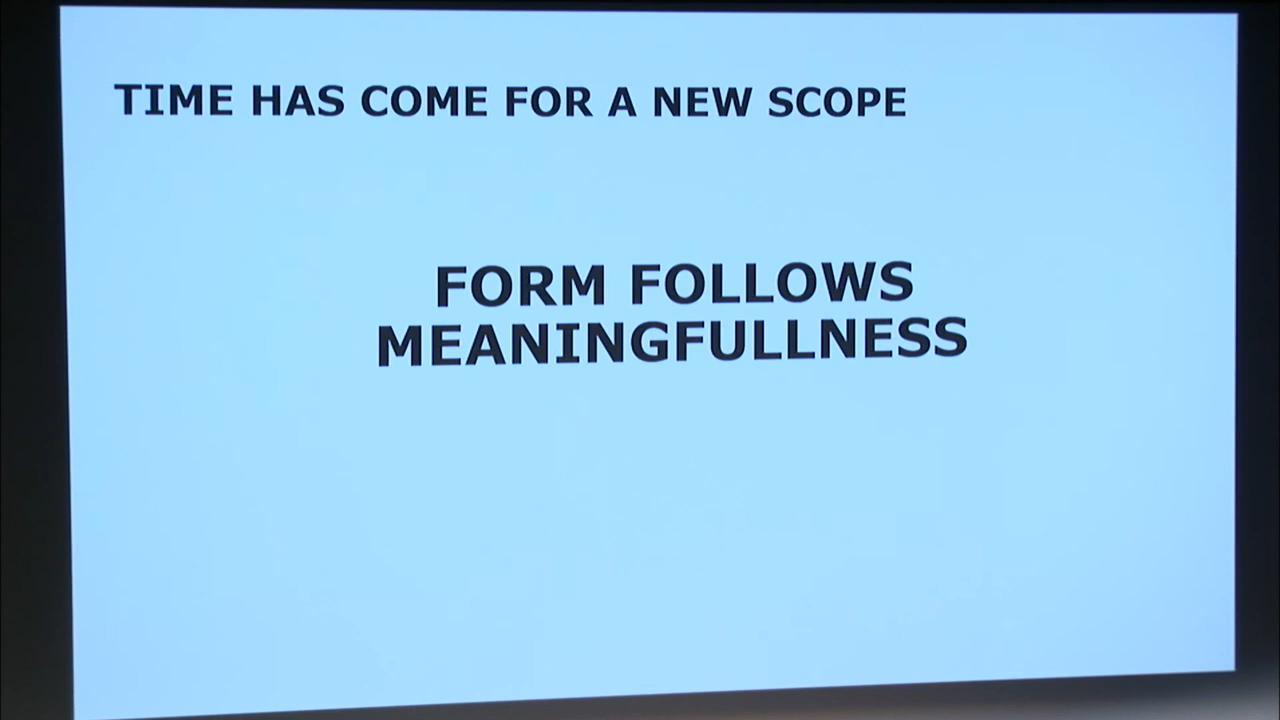 TIME HAS COME FOR A NEW SCOPE
FORM FOLLOWS
MEANINGFULLNESS